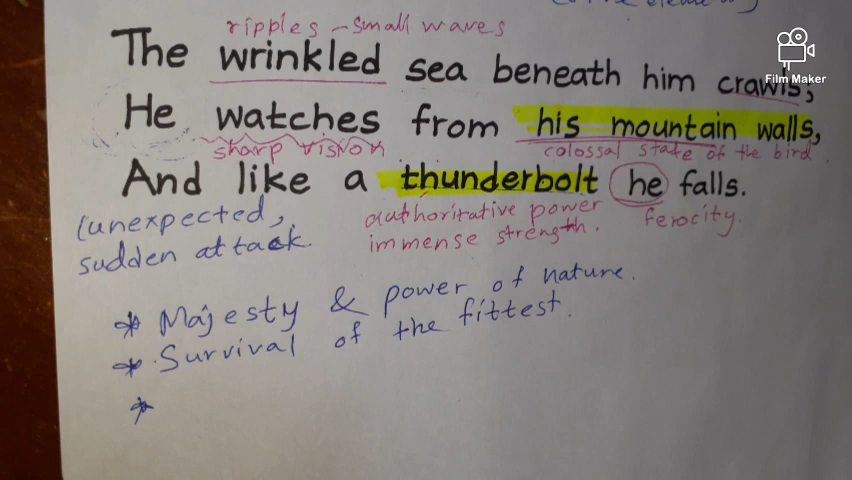 ripples - small waves
The wrinkled sea beneath him crawls;
Film Maker
He watches from his mountain walls,
sharp vision colossal state of the bird
And like a thunderbolt he falls.
(unexpected, authoritative power ferocity.
sudden attack. immense strength.
* Majesty & power of nature.
* Survival of the fittest.
*